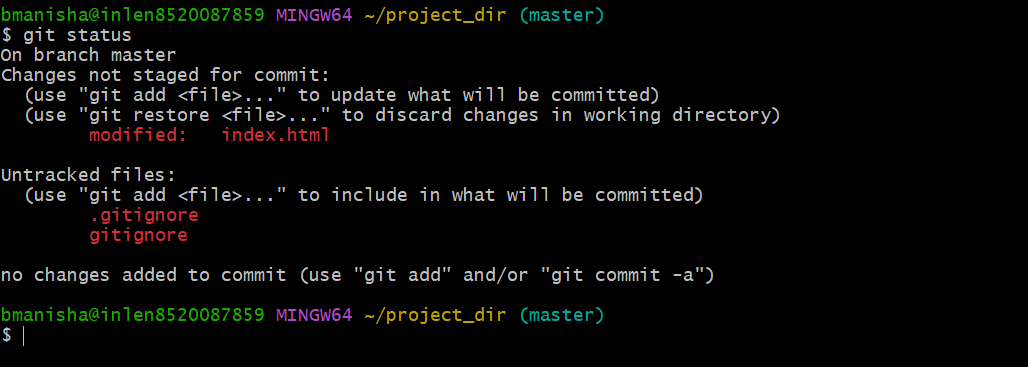 bmanisha@inlen8520087859 MINGW64 ~/project_dir (master)
$ git status
On branch master
Changes not staged for commit:
  (use "git add <file>..." to update what will be committed)
  (use "git restore <file>..." to discard changes in working directory)
        modified:   index.html

Untracked files:
  (use "git add <file>..." to include in what will be committed)
        .gitignore
        gitignore

no changes added to commit (use "git add" and/or "git commit -a")

bmanisha@inlen8520087859 MINGW64 ~/project_dir (master)
$